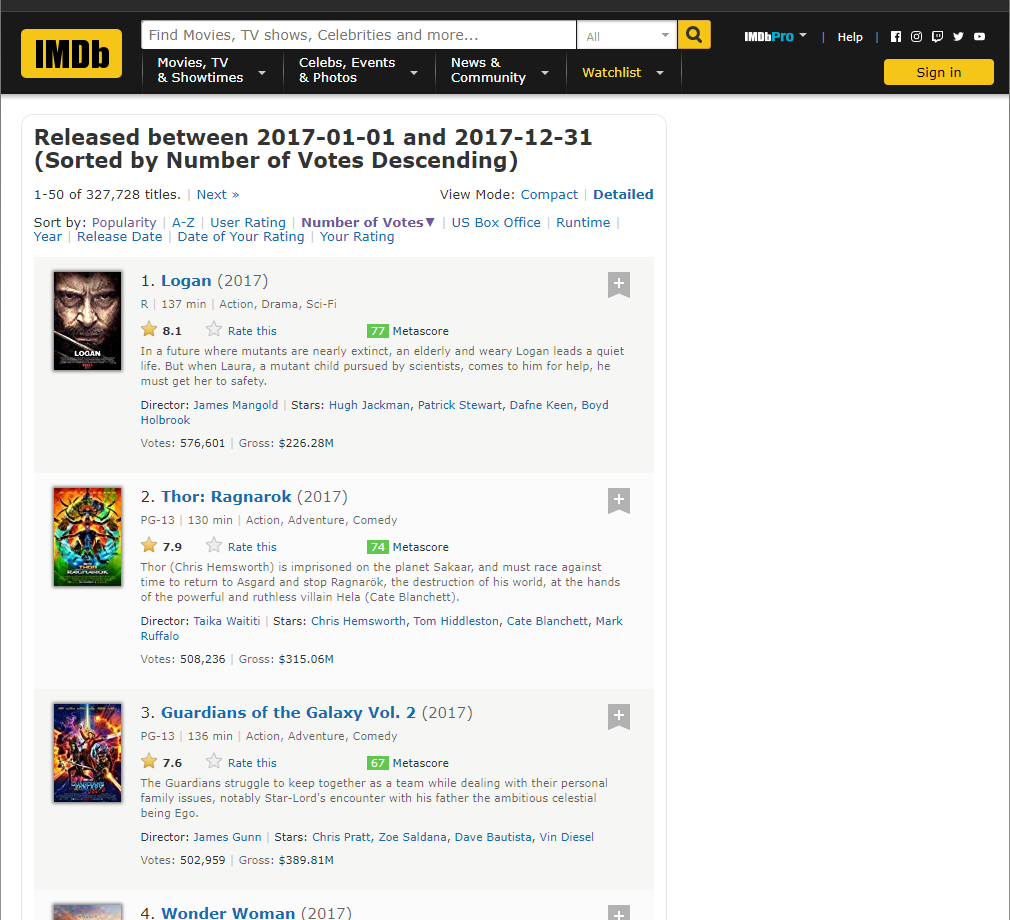 IMDb
Find Movies, TV shows, Celebrities and more...
All
IMDbPro
Help
Movies, TV & Showtimes
Celebs, Events & Photos
News & Community
Watchlist
Sign in
Released between 2017-01-01 and 2017-12-31
(Sorted by Number of Votes Descending)
1-50 of 327,728 titles. | Next »
View Mode: Compact | Detailed
Sort by: Popularity | A-Z | User Rating | Number of Votes▼ | US Box Office | Runtime |
Year | Release Date | Date of Your Rating | Your Rating
LOGAN
1. Logan (2017)
R | 137 min | Action, Drama, Sci-Fi
8.1 Rate this 77 Metascore
In a future where mutants are nearly extinct, an elderly and weary Logan leads a quiet
life. But when Laura, a mutant child pursued by scientists, comes to him for help, he
must get her to safety.
Director: James Mangold | Stars: Hugh Jackman, Patrick Stewart, Dafne Keen, Boyd
Holbrook
Votes: 576,601 | Gross: $226.28M
THOR
RAGNAROK
2. Thor: Ragnarok (2017)
PG-13 | 130 min | Action, Adventure, Comedy
7.9 Rate this 74 Metascore
Thor (Chris Hemsworth) is imprisoned on the planet Sakaar, and must race against
time to return to Asgard and stop Ragnarök, the destruction of his world, at the hands
of the powerful and ruthless villain Hela (Cate Blanchett).
Director: Taika Waititi | Stars: Chris Hemsworth, Tom Hiddleston, Cate Blanchett, Mark
Ruffalo
Votes: 508,236 | Gross: $315.06M
3. Guardians of the Galaxy Vol. 2 (2017)
PG-13 | 136 min | Action, Adventure, Comedy
7.6 Rate this 67 Metascore
The Guardians struggle to keep together as a team while dealing with their personal
family issues, notably Star-Lord's encounter with his father the ambitious celestial
being Ego.
Director: James Gunn | Stars: Chris Pratt, Zoe Saldana, Dave Bautista, Vin Diesel
Votes: 502,959 | Gross: $389.81M
4. Wonder Woman (2017)